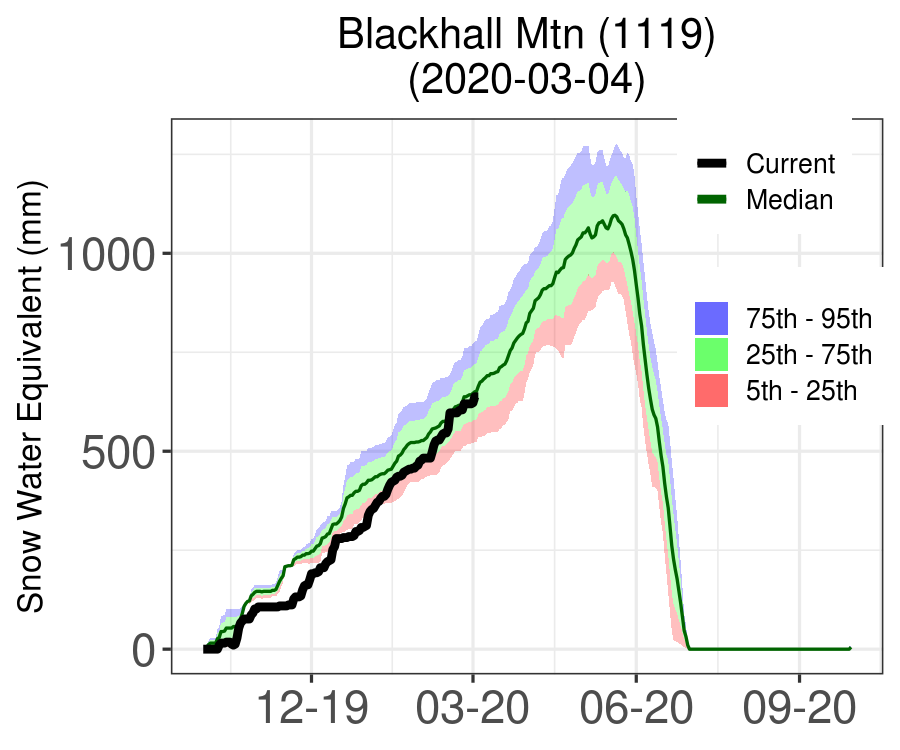 Blackhall Mtn (1119)
(2020-03-04)
Snow Water Equivalent (mm)
1000
500
0
12-19
03-20
06-20
09-20
Current
Median
75th - 95th
25th - 75th
5th - 25th